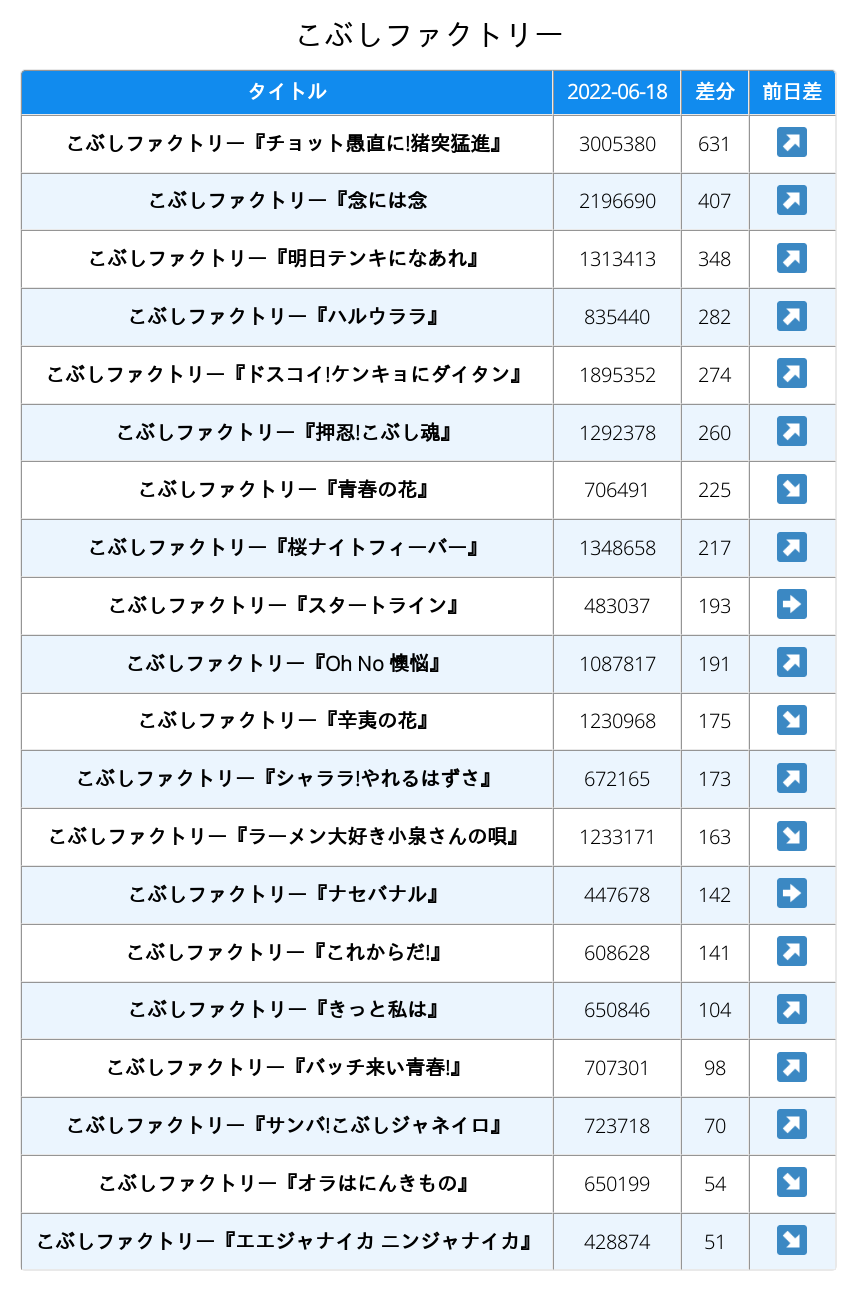 こぶしファクトリー
タイトル 2022-06-18 差分 前日差
こぶしファクトリー『チョット愚直に!猪突猛進』 3005380 631 ↗
こぶしファクトリー『念には念 2196690 407 ↗
こぶしファクトリー『明日テンキになあれ』 1313413 348 ↗
こぶしファクトリー『ハルウララ』 835440 282 ↗
こぶしファクトリー『ドスコイ!ケンキョにダイタン』 1895352 274 ↗
こぶしファクトリー『押忍!こぶし魂』 1292378 260 ↗
こぶしファクトリー『青春の花』 706491 225 ↘
こぶしファクトリー『桜ナイトフィーバー』 1348658 217 ↗
こぶしファクトリー『スタートライン』 483037 193 ➡
こぶしファクトリー『Oh No 懊悩』 1087817 191 ↗
こぶしファクトリー『辛夷の花』 1230968 175 ↘
こぶしファクトリー『シャララ!やれるはずさ』 672165 173 ↗
こぶしファクトリー『ラーメン大好き小泉さんの唄』 1233171 163 ↘
こぶしファクトリー『ナセバナル』 447678 142 ➡
こぶしファクトリー『これからだ!』 608628 141 ↗
こぶしファクトリー『きっと私は』 650846 104 ↗
こぶしファクトリー『バッチ来い青春!』 707301 98 ↗
こぶしファクトリー『サンバ!こぶしジャネイロ』 723718 70 ↗
こぶしファクトリー『オラはにんきもの』 650199 54 ↘
こぶしファクトリー『エエジャナイカ ニンジャナイカ』 428874 51 ↘